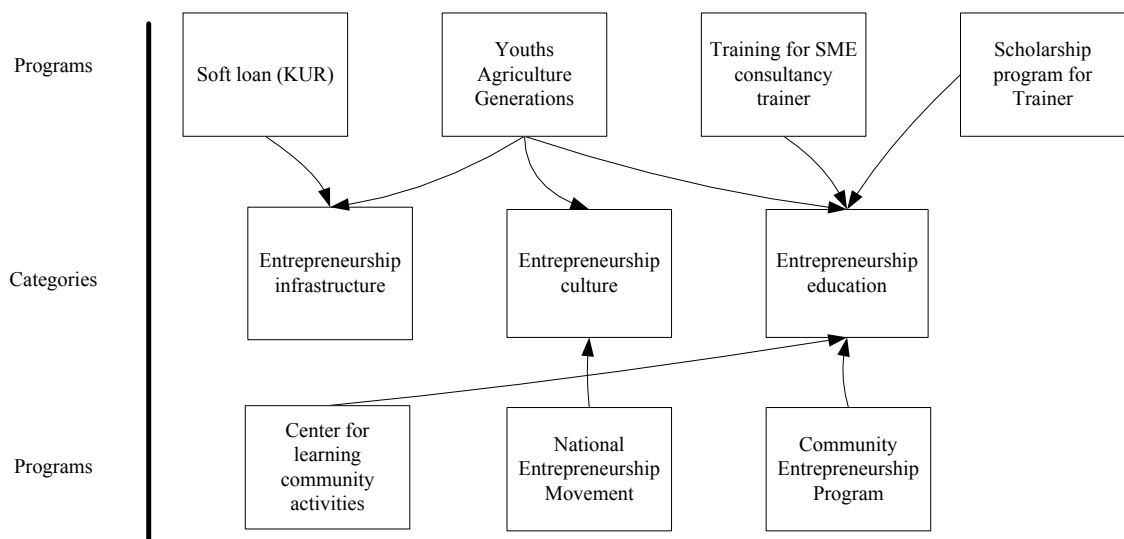 Programs
Soft loan (KUR)
Youths
Agriculture
Generations
Training for SME
consultancy
trainer
Scholarship
program for
Trainer
Categories
Entrepreneurship
infrastructure
Entrepreneurship
culture
Entrepreneurship
education
Programs
Center for
learning
community
activities
National
Entrepreneurship
Movement
Community
Entrepreneurship
Program